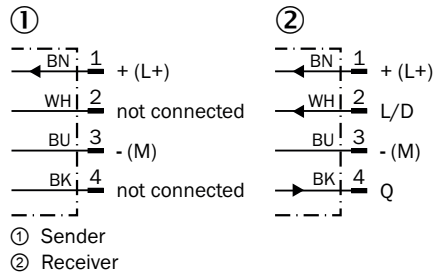 ① ②
BN 1 + (L+)
WH 2 not connected
BU 3 - (M)
BK 4 not connected
BN 1 + (L+)
WH 2 L/D
BU 3 - (M)
BK 4 Q
① Sender
② Receiver